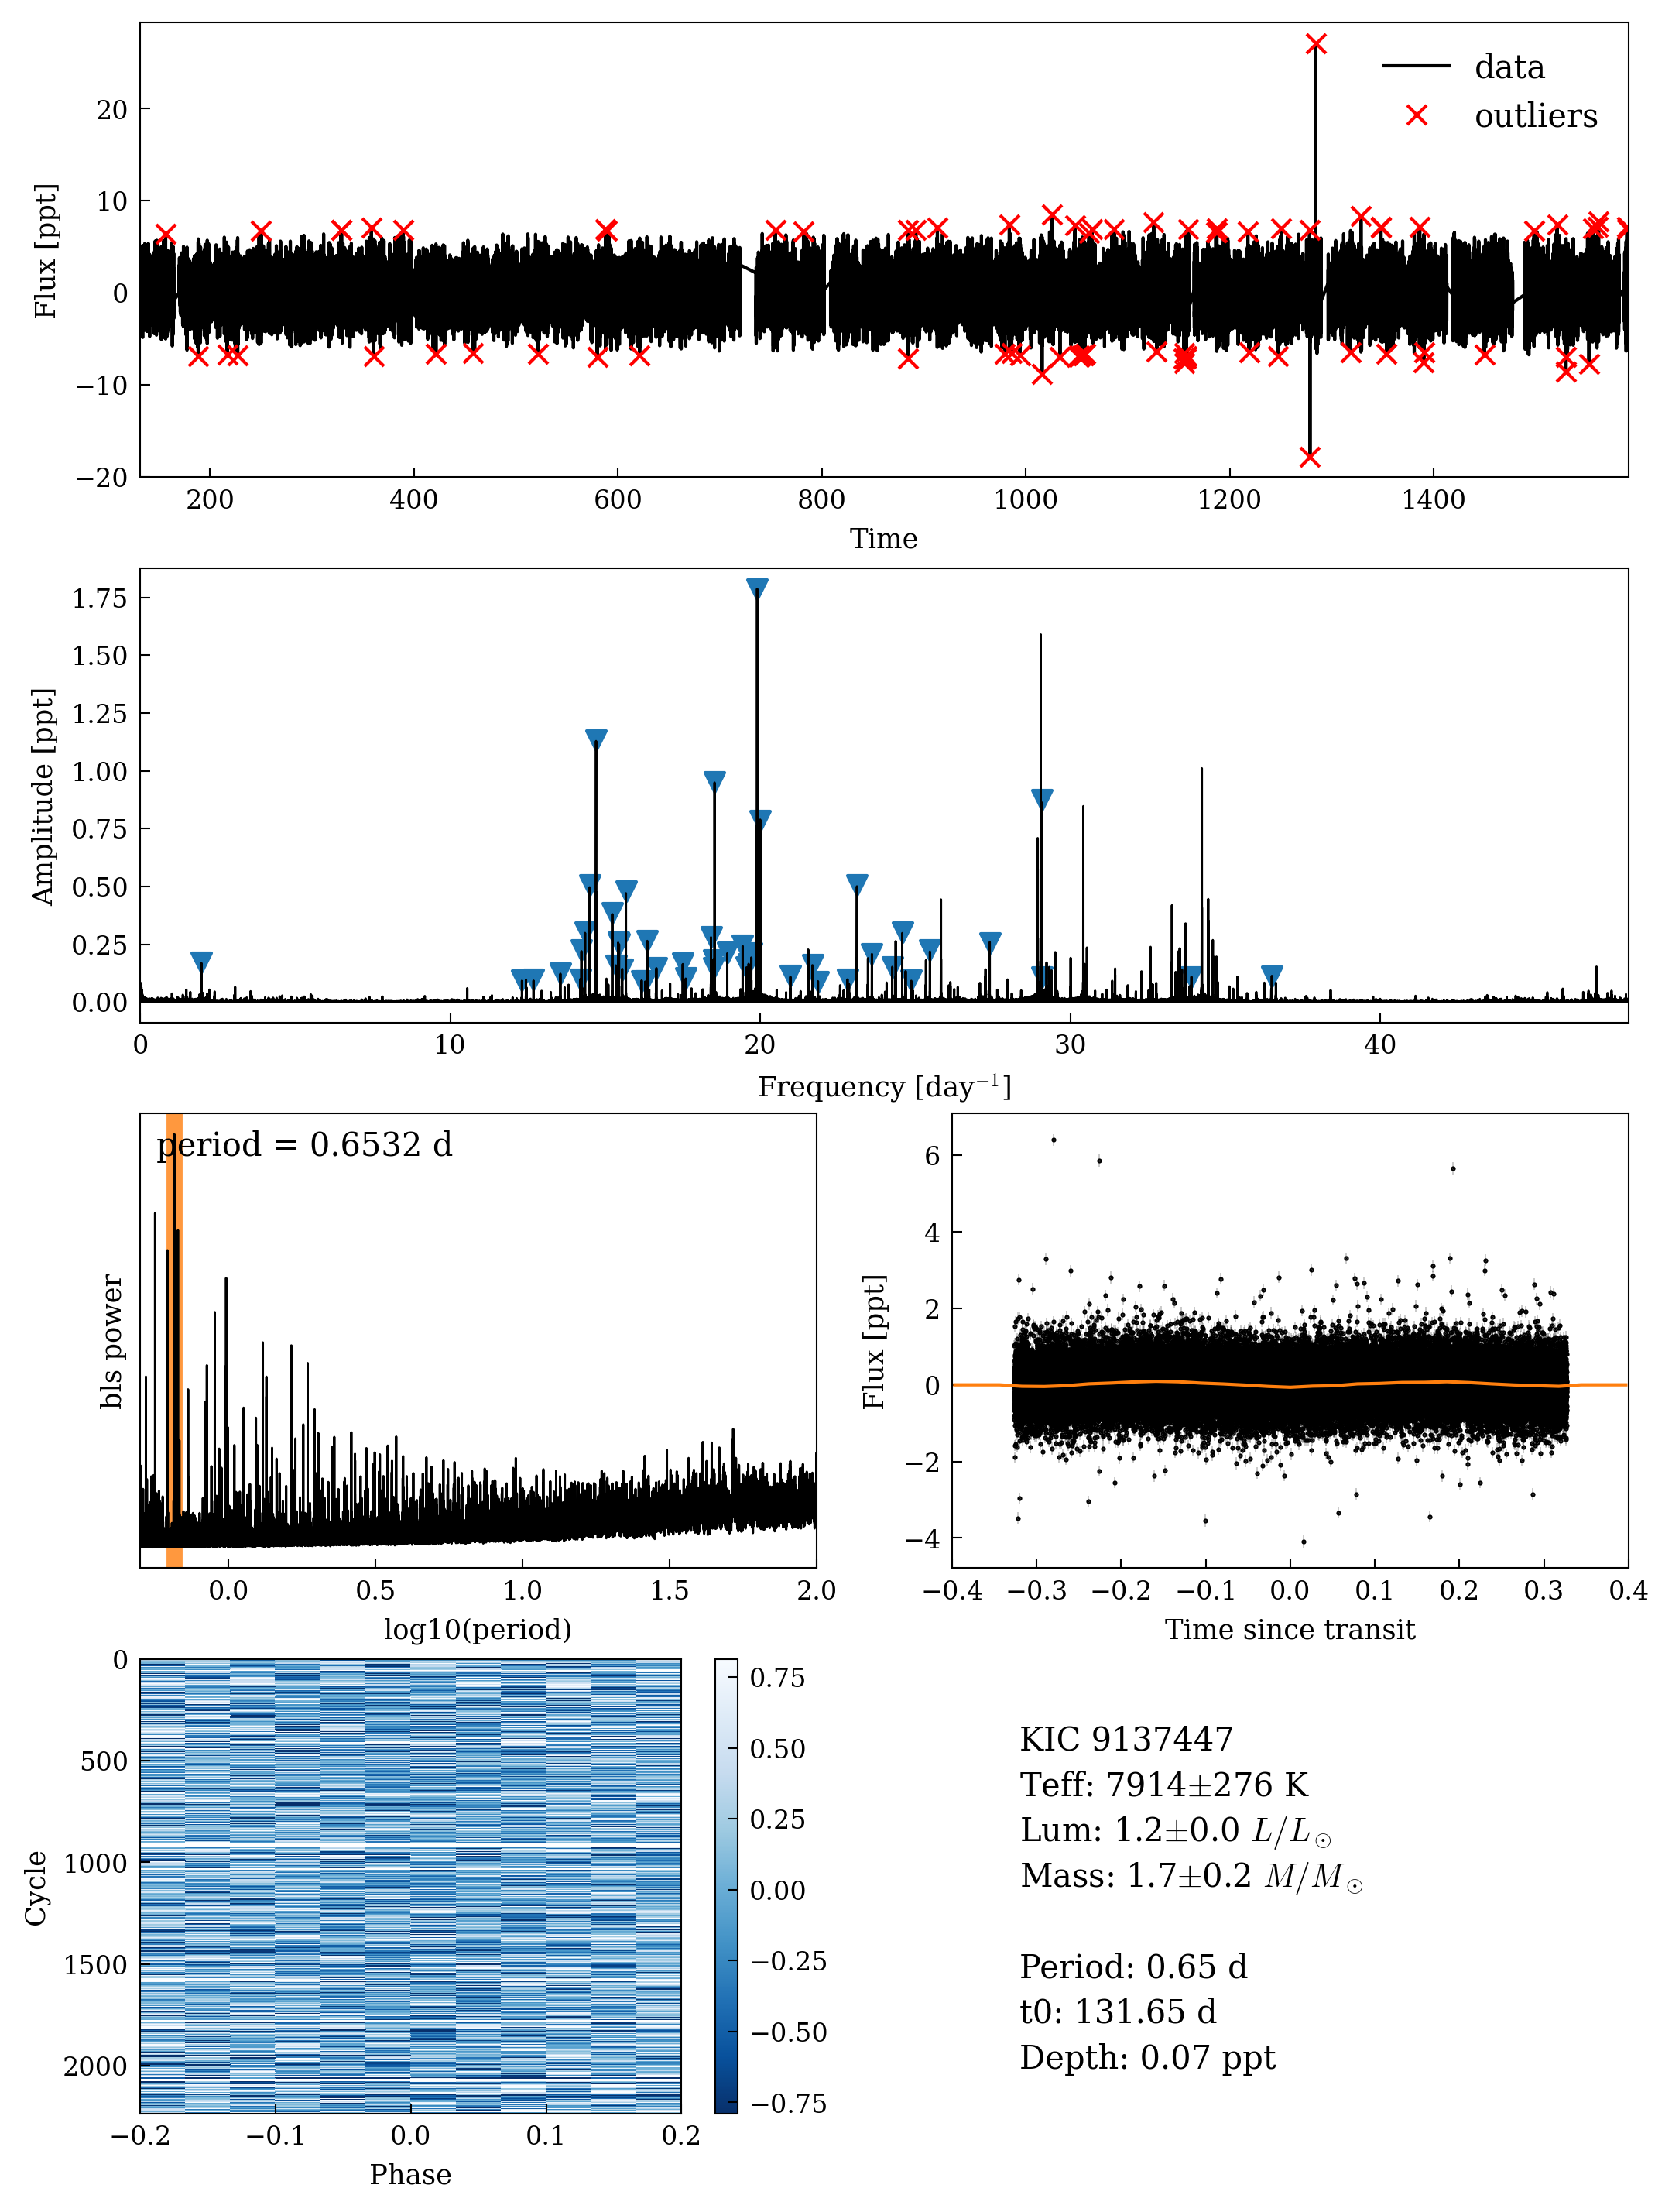 data
outliers
20
10
0
−10
−20
Flux [ppt]
200 400 600 800 1000 1200 1400
Time
1.75
1.50
1.25
1.00
0.75
0.50
0.25
0.00
Amplitude [ppt]
0 10 20 30 40
Frequency [day⁻¹]
period = 0.6532 d
bls power
0.0 0.5 1.0 1.5 2.0
log10(period)
6
4
2
0
−2
−4
Flux [ppt]
−0.4 −0.3 −0.2 −0.1 0.0 0.1 0.2 0.3 0.4
Time since transit
0
500
1000
1500
2000
Cycle
−0.2 −0.1 0.0 0.1 0.2
Phase
0.75
0.50
0.25
0.00
−0.25
−0.50
−0.75
KIC 9137447
Teff: 7914±276 K
Lum: 1.2±0.0 L/L☉
Mass: 1.7±0.2 M/M☉
Period: 0.65 d
t0: 131.65 d
Depth: 0.07 ppt